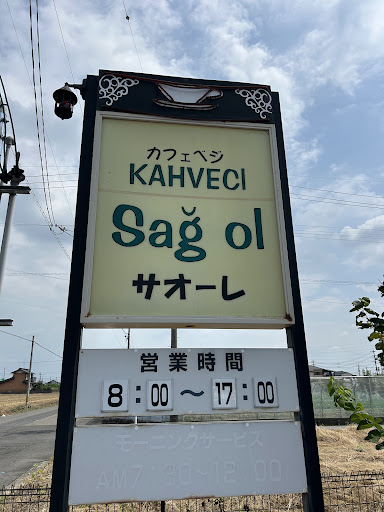 カフェベジ
KAHVECI
Sağ ol
サオーレ
営業時間
8:00〜17:00
モーニングサービス
AM7:30〜12:00